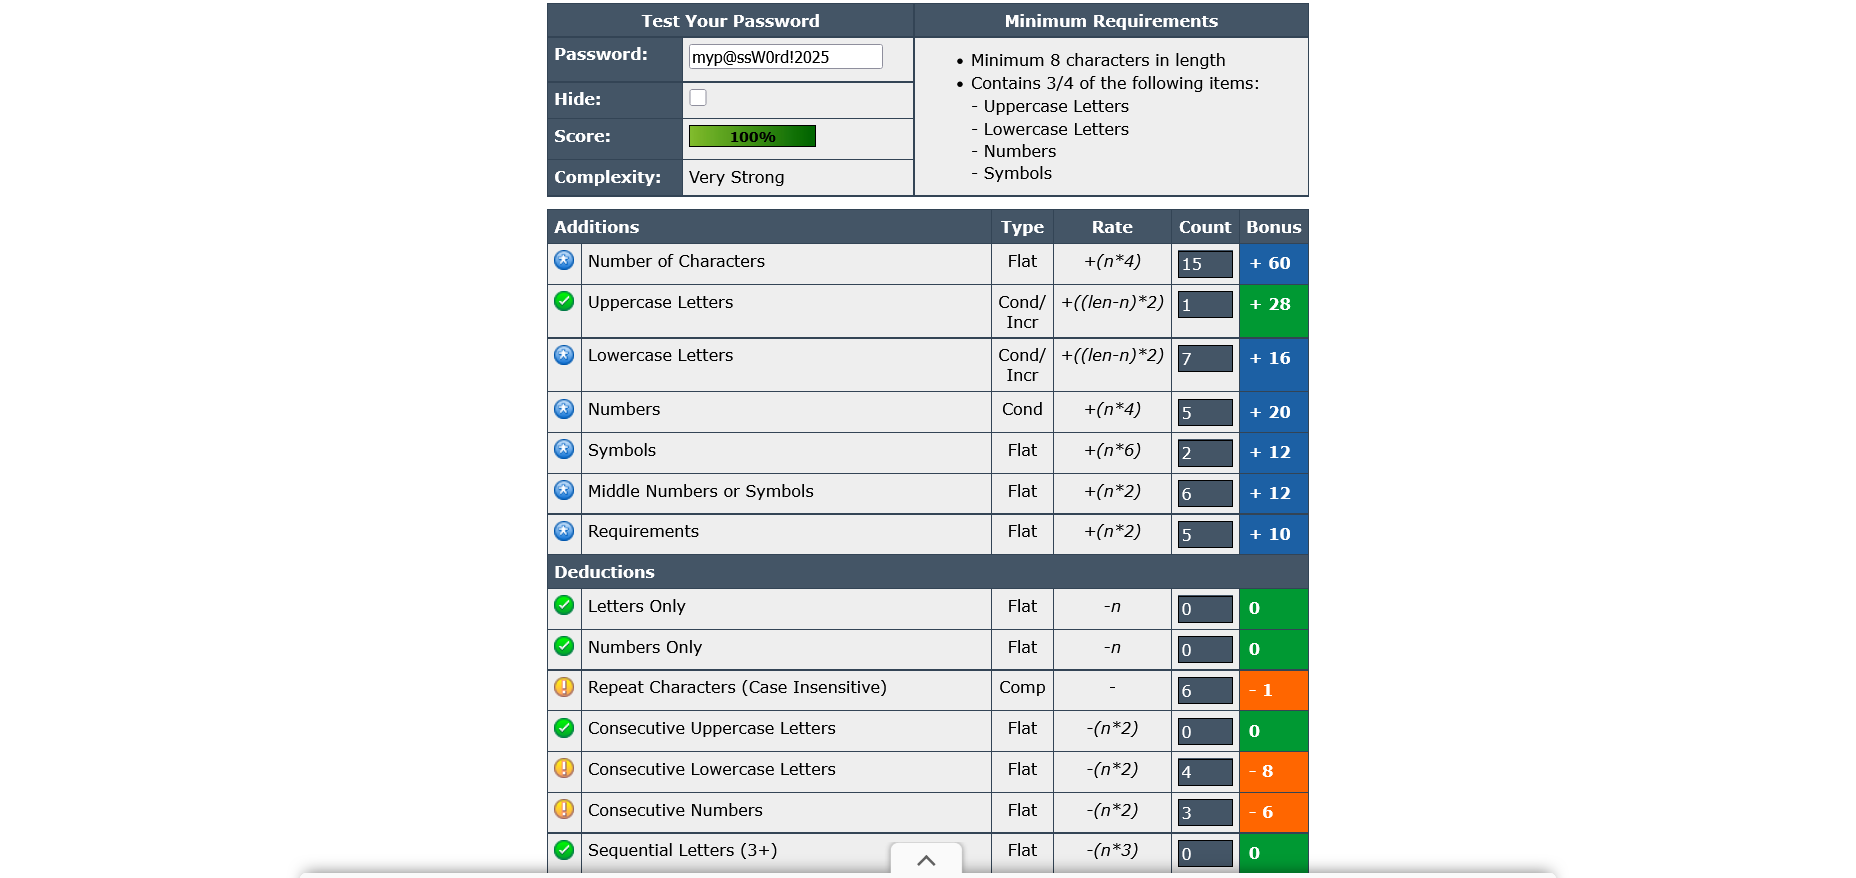 Test Your Password Minimum Requirements
Password: myp@ssW0rd!2025
Hide:
Score: 100%
Complexity: Very Strong
• Minimum 8 characters in length
• Contains 3/4 of the following items:
- Uppercase Letters
- Lowercase Letters
- Numbers
- Symbols
Additions Type Rate Count Bonus
Number of Characters Flat +(n*4) 15 + 60
Uppercase Letters Cond/Incr +((len-n)*2) 1 + 28
Lowercase Letters Cond/Incr +((len-n)*2) 7 + 16
Numbers Cond +(n*4) 5 + 20
Symbols Flat +(n*6) 2 + 12
Middle Numbers or Symbols Flat +(n*2) 6 + 12
Requirements Flat +(n*2) 5 + 10
Deductions
Letters Only Flat -n 0 0
Numbers Only Flat -n 0 0
Repeat Characters (Case Insensitive) Comp - 6 - 1
Consecutive Uppercase Letters Flat -(n*2) 0 0
Consecutive Lowercase Letters Flat -(n*2) 4 - 8
Consecutive Numbers Flat -(n*2) 3 - 6
Sequential Letters (3+) Flat -(n*3) 0 0